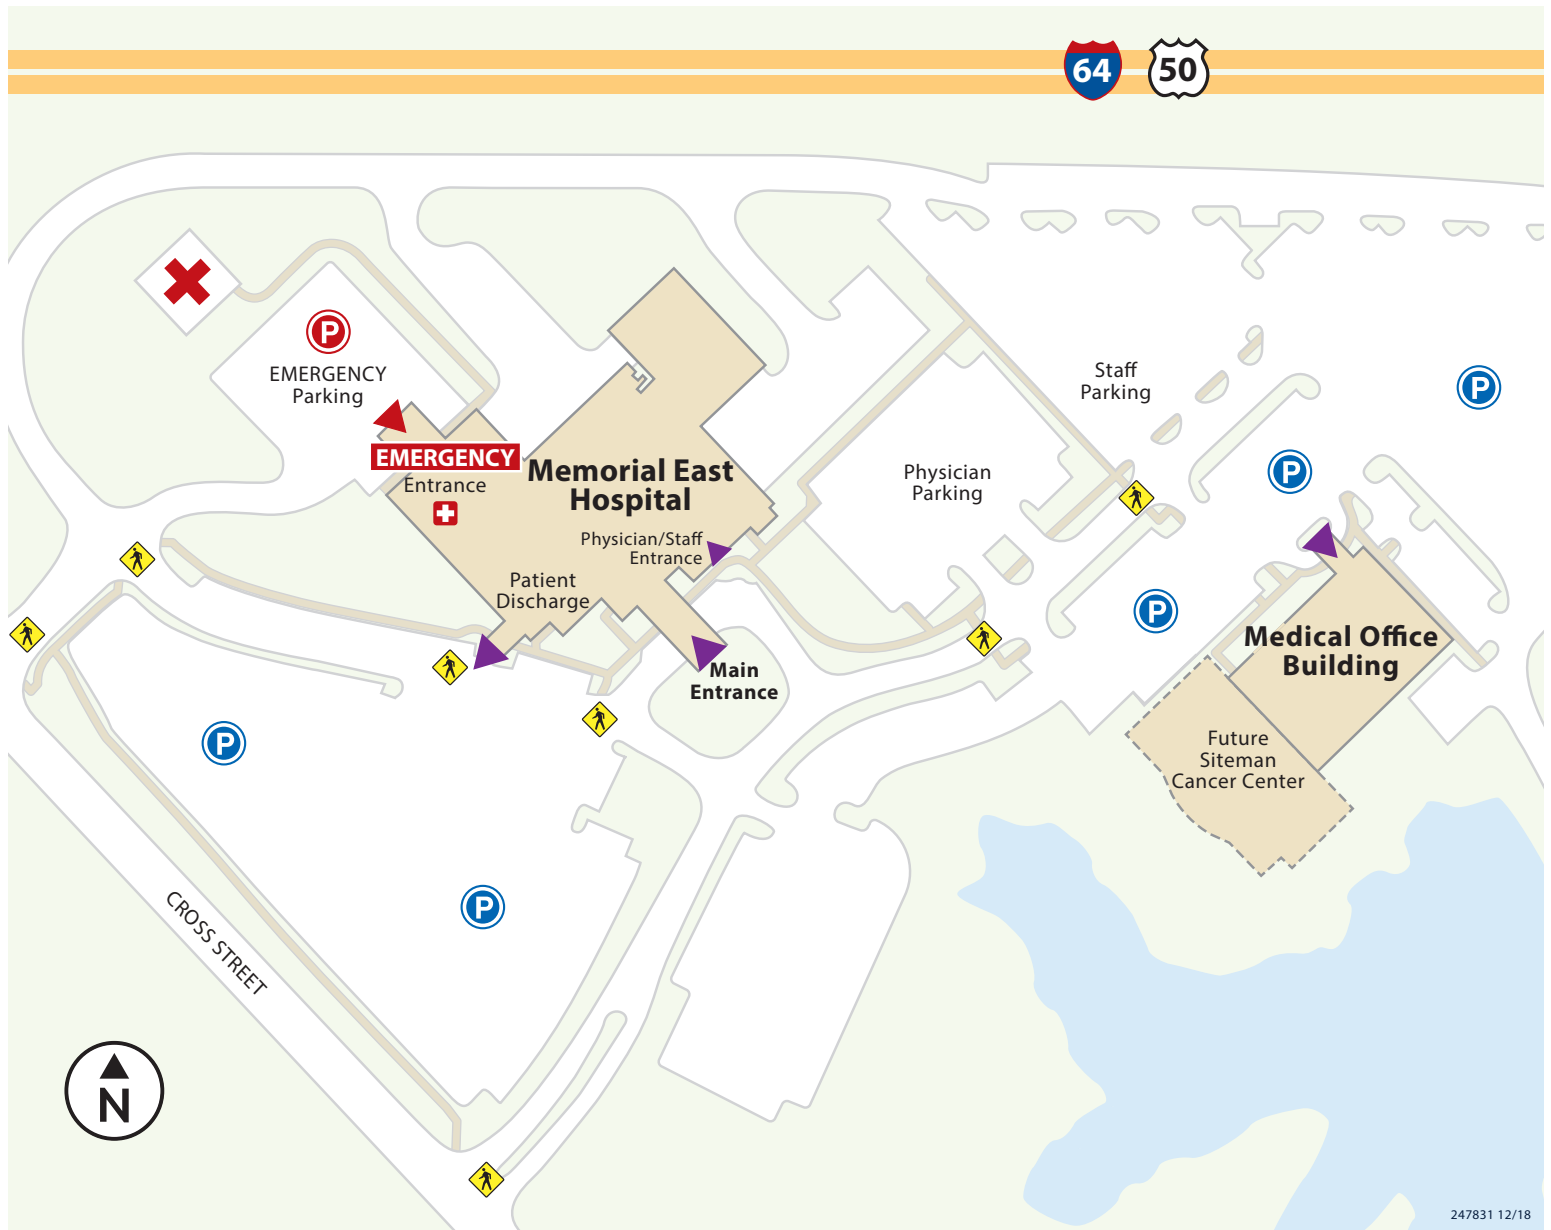 64
50
P
EMERGENCY
Parking
EMERGENCY
Entrance
Memorial East
Hospital
Physician/Staff
Entrance
Patient
Discharge
Main
Entrance
Physician
Parking
Staff
Parking
P
P
P
Medical Office
Building
Future
Siteman
Cancer Center
P
P
CROSS STREET
N
247831 12/18